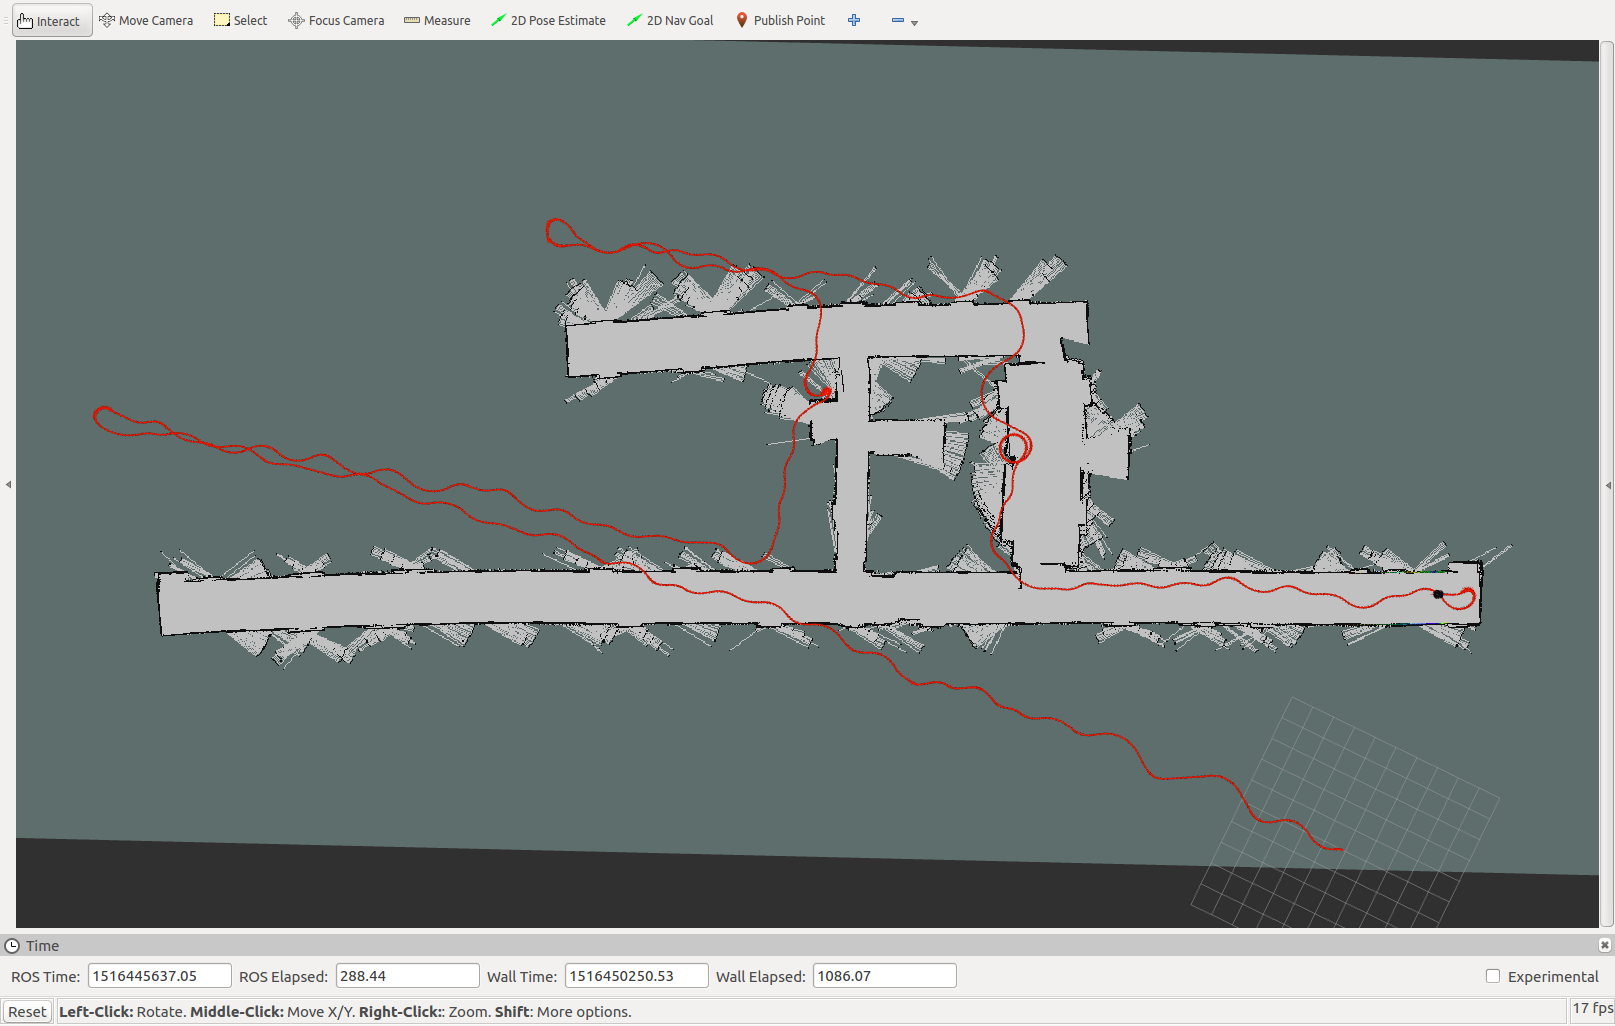 Interact Move Camera Select Focus Camera Measure 2D Pose Estimate 2D Nav Goal Publish Point
Time
ROS Time: 1516445637.05 ROS Elapsed: 288.44 Wall Time: 1516450250.53 Wall Elapsed: 1086.07 Experimental
Reset Left-Click: Rotate. Middle-Click: Move X/Y. Right-Click:: Zoom. Shift: More options. 17 fps